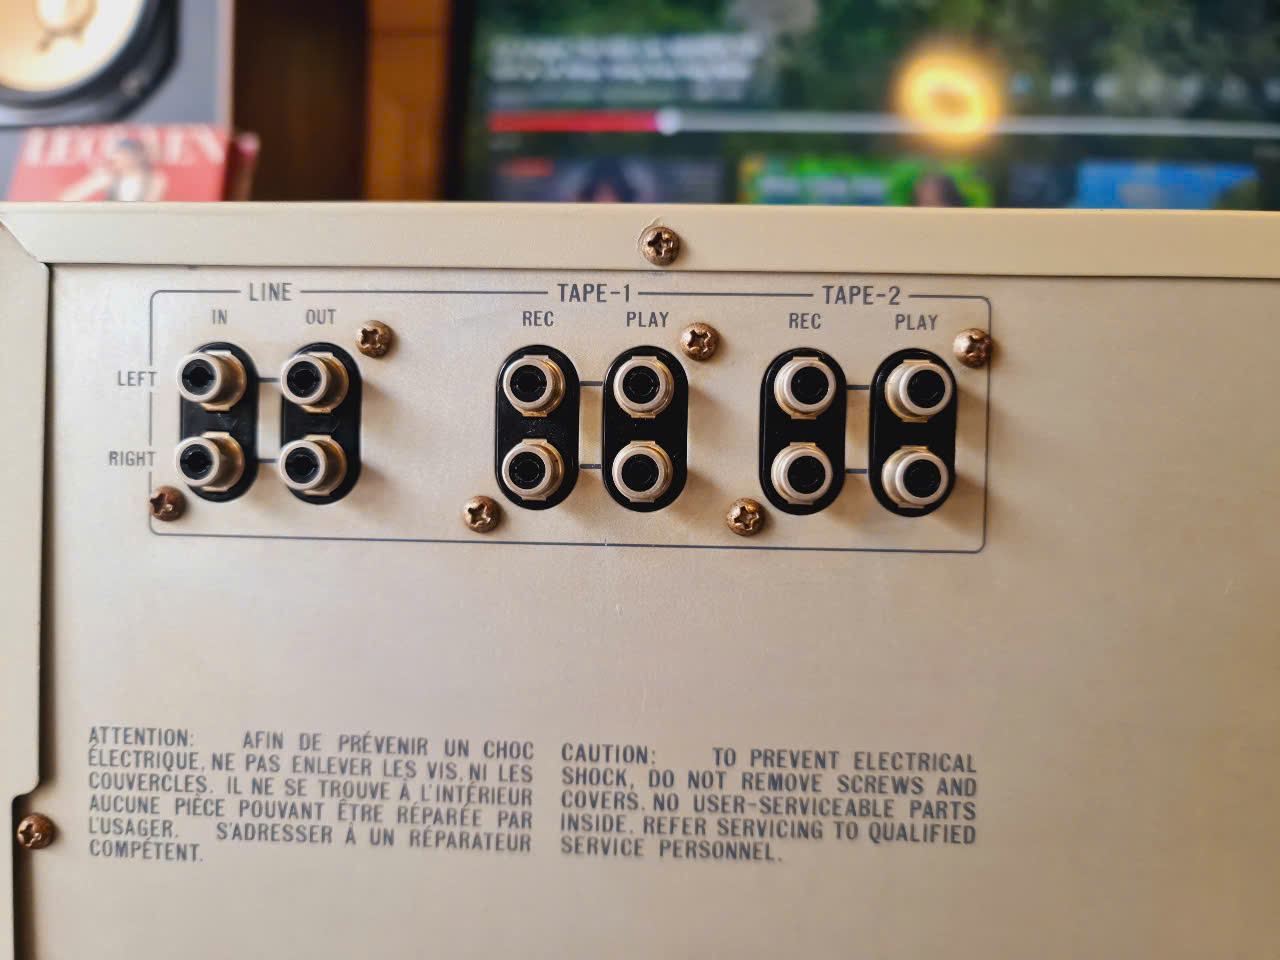 LINE TAPE-1 TAPE-2
IN OUT REC PLAY REC PLAY
LEFT
RIGHT
ATTENTION: AFIN DE PRÉVENIR UN CHOC
ÉLECTRIQUE, NE PAS ENLEVER LES VIS, NI LES
COUVERCLES. IL NE SE TROUVE À L'INTÉRIEUR
AUCUNE PIÈCE POUVANT ÊTRE RÉPARÉE PAR
L'USAGER. S'ADRESSER À UN RÉPARATEUR
COMPÉTENT.
CAUTION: TO PREVENT ELECTRICAL
SHOCK, DO NOT REMOVE SCREWS AND
COVERS. NO USER-SERVICEABLE PARTS
INSIDE. REFER SERVICING TO QUALIFIED
SERVICE PERSONNEL.